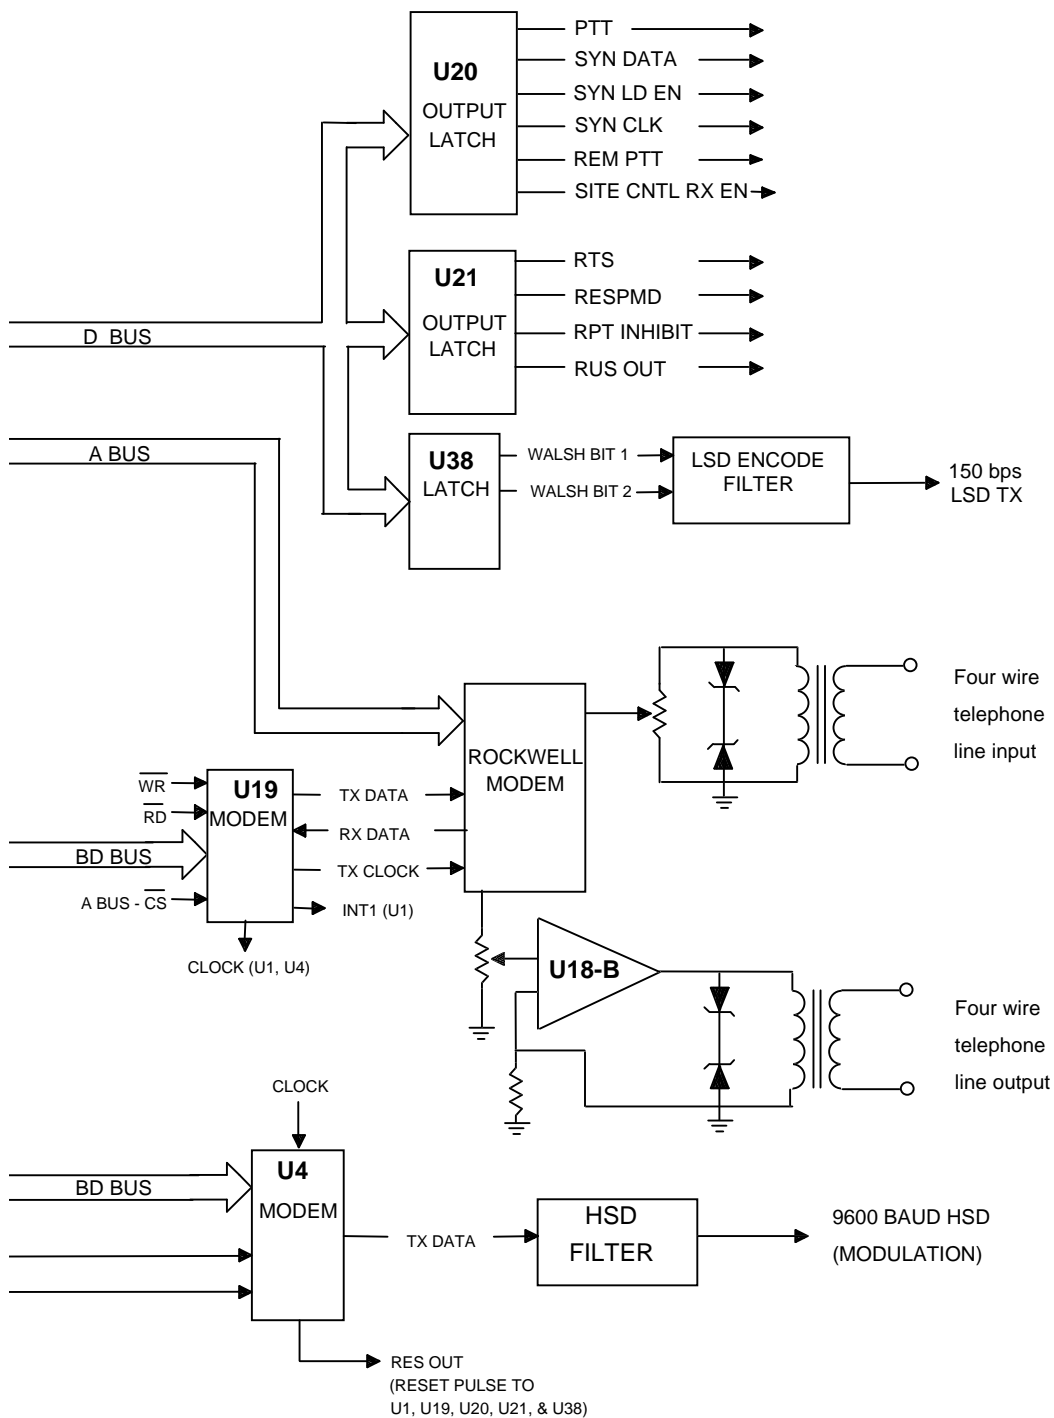 U20
OUTPUT
LATCH
PTT
SYN DATA
SYN LD EN
SYN CLK
REM PTT
SITE CNTL RX EN
U21
OUTPUT
LATCH
RTS
RESPMD
RPT INHIBIT
RUS OUT
D BUS
A BUS
U38
LATCH
WALSH BIT 1
WALSH BIT 2
LSD ENCODE
FILTER
150 bps
LSD TX
ROCKWELL
MODEM
Four wire
telephone
line input
WR
RD
BD BUS
A BUS - CS
U19
MODEM
TX DATA
RX DATA
TX CLOCK
INT1 (U1)
CLOCK (U1, U4)
U18-B
Four wire
telephone
line output
CLOCK
BD BUS
U4
MODEM
TX DATA
HSD
FILTER
9600 BAUD HSD
(MODULATION)
RES OUT
(RESET PULSE TO
U1, U19, U20, U21, & U38)